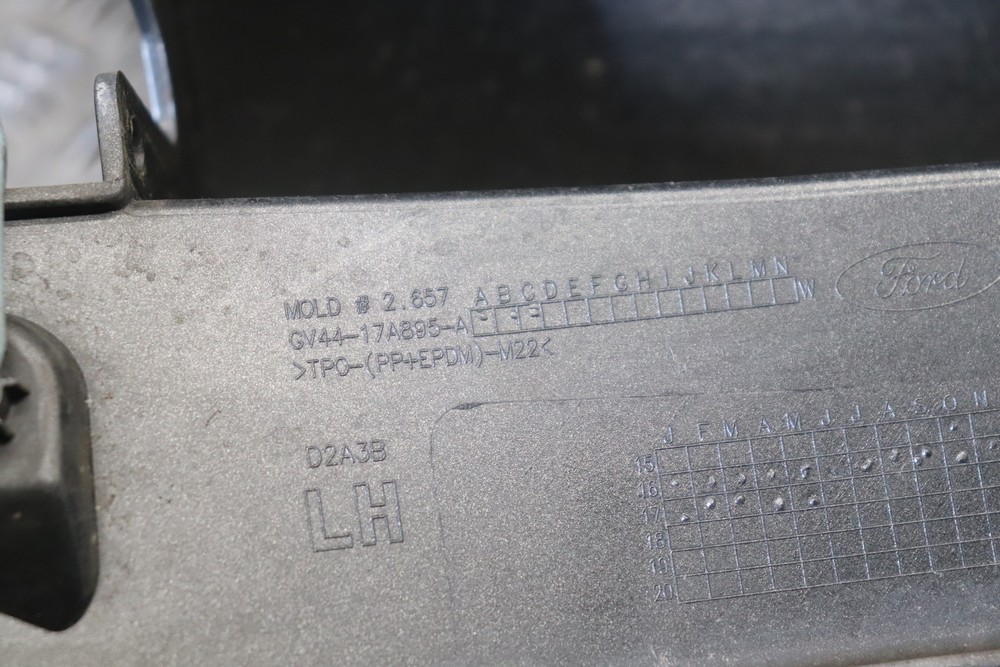 MOLD # 2.657 A B C D E F G H I J K L M N
GV44-17A895-A W
>TPO-(PP+EPDM)-M22<
Ford
D2A3B
LH
J F M A M J J A S O N
15
16
17
18
19
20